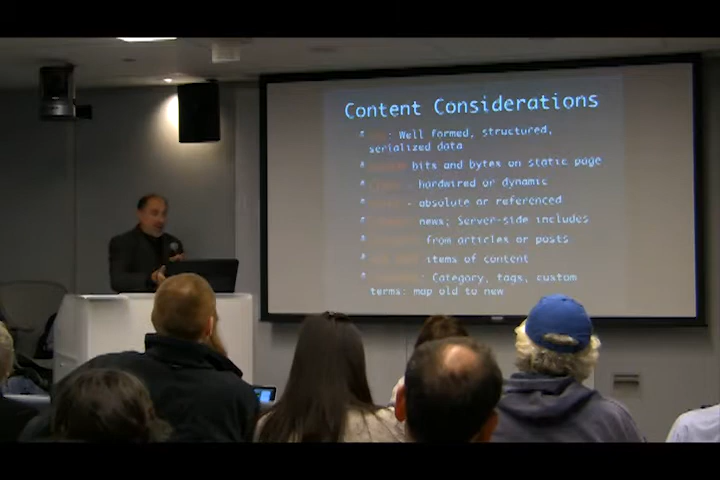 Content Considerations
: Well formed, structured,
serialized data
bits and bytes on static page
- hardwired or dynamic
- absolute or referenced
news; Server-side includes
from articles or posts
items of content
: Category, tags, custom
terms: map old to new